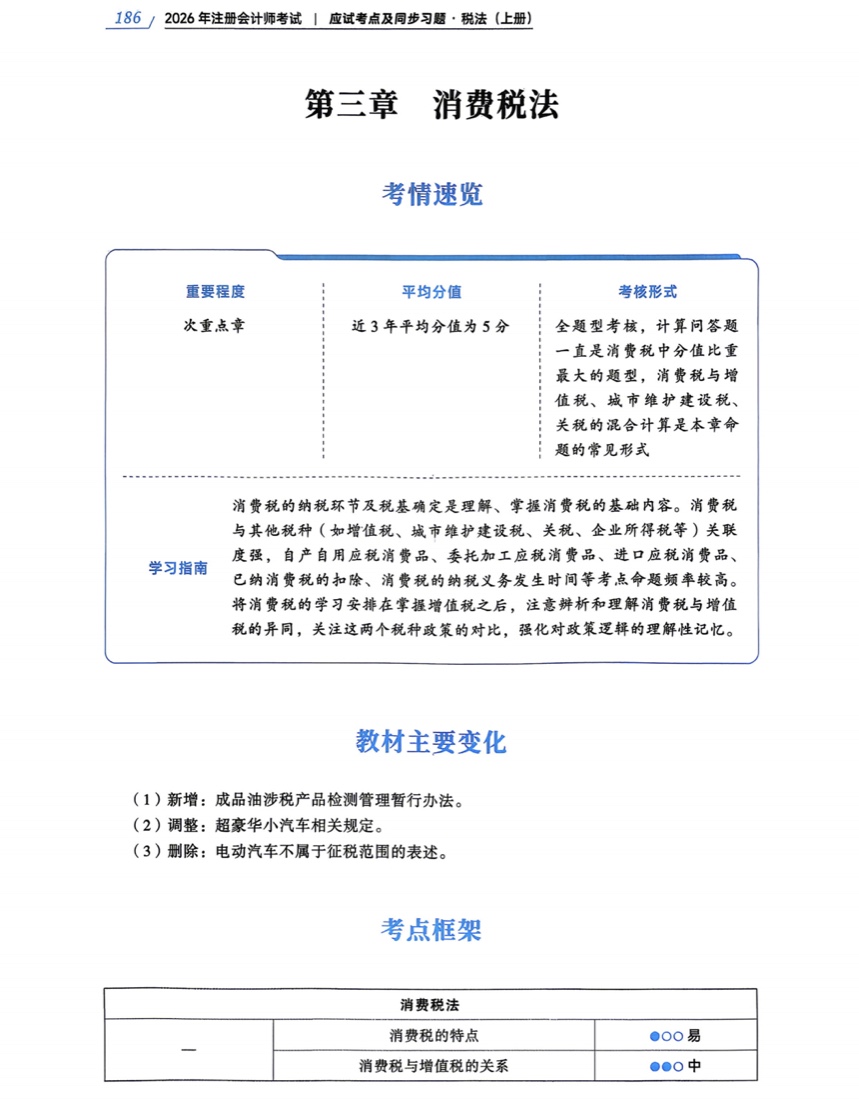 186 2026年注册会计师考试 | 应试考点及同步习题·税法（上册）
第三章 消费税法
考情速览
重要程度 平均分值 考核形式
次重点章 近3年平均分值为5分 全题型考核，计算问答题
一直是消费税中分值比重
最大的题型，消费税与增
值税、城市维护建设税、
关税的混合计算是本章命
题的常见形式
学习指南
消费税的纳税环节及税基确定是理解、掌握消费税的基础内容。消费税
与其他税种（如增值税、城市维护建设税、关税、企业所得税等）关联
度强，自产自用应税消费品、委托加工应税消费品、进口应税消费品、
已纳消费税的扣除、消费税的纳税义务发生时间等考点命题频率较高。
将消费税的学习安排在掌握增值税之后，注意辨析和理解消费税与增值
税的异同，关注这两个税种政策的对比，强化对政策逻辑的理解性记忆。
教材主要变化
（1）新增：成品油涉税产品检测管理暂行办法。
（2）调整：超豪华小汽车相关规定。
（3）删除：电动汽车不属于征税范围的表述。
考点框架
消费税法
— 消费税的特点 ●○○ 易
消费税与增值税的关系 ●●○ 中